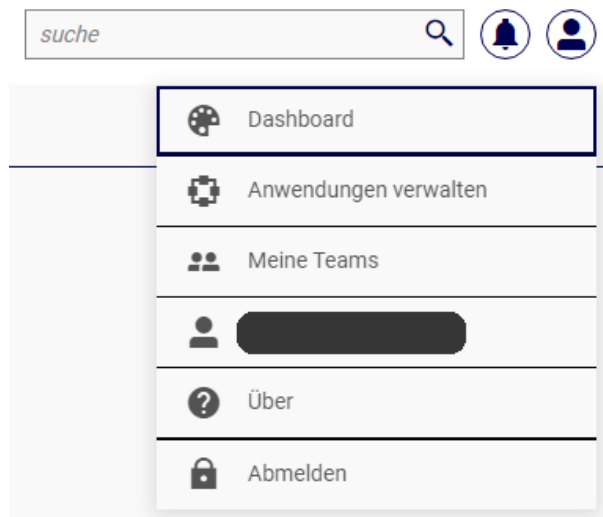 suche
Dashboard
Anwendungen verwalten
Meine Teams
Über
Abmelden